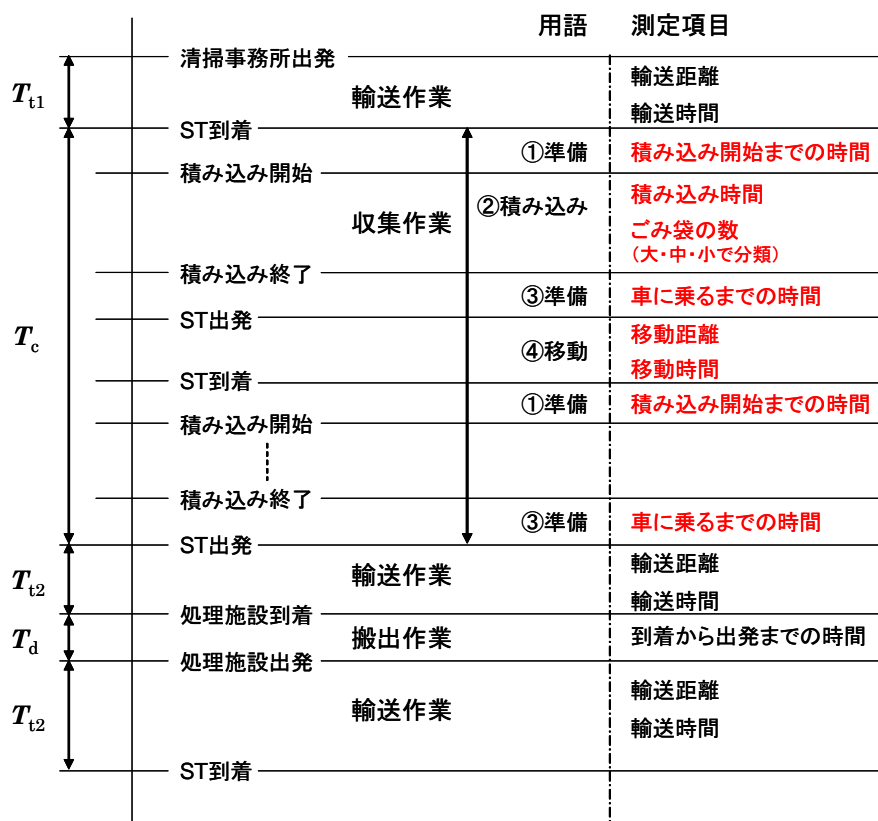 用語 測定項目
清掃事務所出発
輸送距離
T_t1 輸送作業
輸送時間
ST到着
①準備 積み込み開始までの時間
積み込み開始
積み込み時間
②積み込み
収集作業
ごみ袋の数
(大・中・小で分類)
積み込み終了
③準備 車に乗るまでの時間
ST出発
T_c
移動距離
④移動
移動時間
ST到着
①準備 積み込み開始までの時間
積み込み開始
積み込み終了
③準備 車に乗るまでの時間
ST出発
輸送距離
T_t2 輸送作業
輸送時間
処理施設到着
T_d 搬出作業 到着から出発までの時間
処理施設出発
輸送距離
T_t2 輸送作業
輸送時間
ST到着